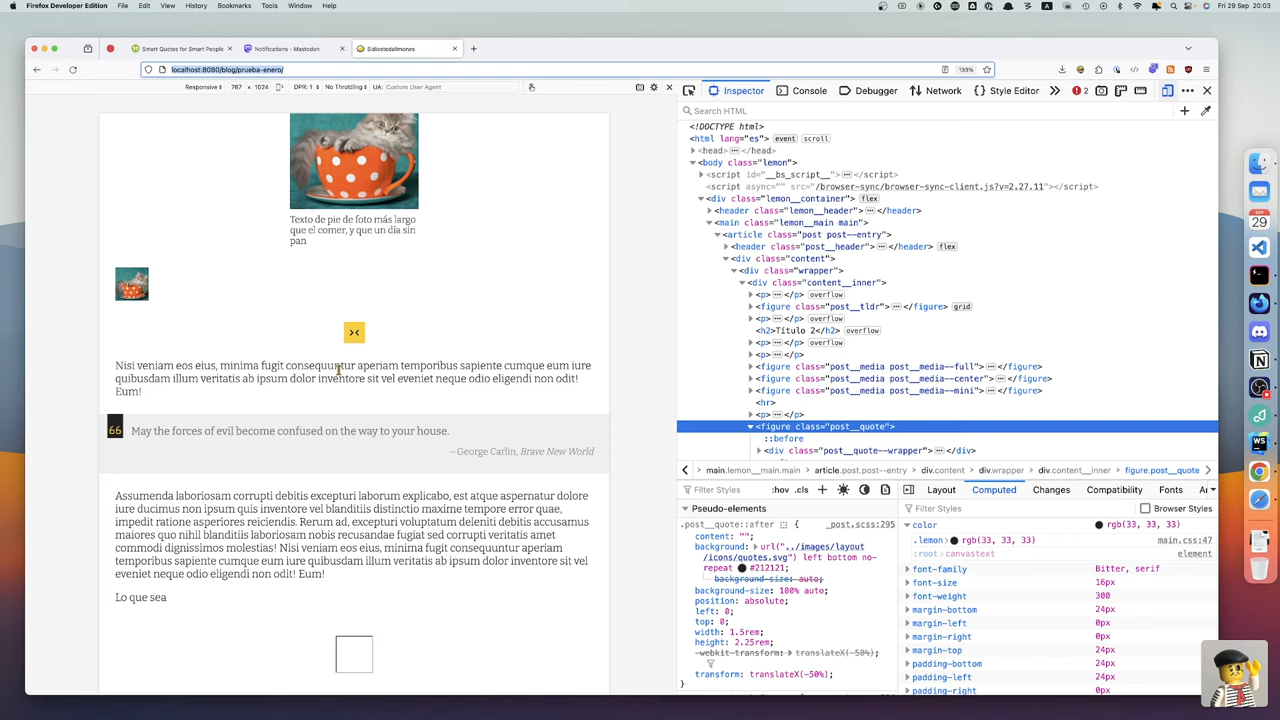 Firefox Developer Edition File Edit View History Bookmarks Tools Window Help
A
Fri 29 Sep 20:03
Smart Quotes for Smart People
Notifications - Mastodon
Sidiostedalimones
localhost:8080/blog/prueba-enero/
133%
Responsive 767 × 1024 DPR: 1 No Throttling UA: Custom User Agent
Texto de pie de foto más largo
que el comer, y que un día sin
pan
Nisi veniam eos eius, minima fugit consequuntur aperiam temporibus sapiente cumque eum iure
quibusdam illum veritatis ab ipsum dolor inventore sit vel eveniet neque odio eligendi non odit!
Eum!
May the forces of evil become confused on the way to your house.
—George Carlin, Brave New World
Assumenda laboriosam corrupti debitis excepturi laborum explicabo, est atque aspernatur dolore
iure ducimus non ipsum quis inventore vel blanditiis distinctio maxime tempore error quae,
impedit ratione asperiores reiciendis. Rerum ad, excepturi voluptatum deleniti debitis accusamus
maiores quo nihil blanditiis laboriosam nobis recusandae fugiat sed corrupti veritatis amet
commodi dignissimos molestias! Nisi veniam eos eius, minima fugit consequuntur aperiam
temporibus sapiente cumque eum iure quibusdam illum veritatis ab ipsum dolor inventore sit vel
eveniet neque odio eligendi non odit! Eum!
Lo que sea
Inspector Console Debugger Network Style Editor 2
Search HTML
<!DOCTYPE html>
<html lang="es"> event scroll
<head> </head>
<body class="lemon">
<script id="__bs_script__"> </script>
<script async="" src="/browser-sync/browser-sync-client.js?v=2.27.11"></script>
<div class="lemon__container"> flex
<header class="lemon__header"> </header>
<main class="lemon__main main">
<article class="post post--entry">
<header class="post__header"> </header> flex
<div class="content">
<div class="wrapper">
<div class="content__inner">
<p> </p> overflow
<figure class="post__tldr"> </figure> grid
<p> </p> overflow
<h2>Título 2</h2> overflow
<p> </p> overflow
<p> </p> overflow
<figure class="post__media post__media--full"> </figure>
<figure class="post__media post__media--center"> </figure>
<figure class="post__media post__media--mini"> </figure>
<hr>
<p> </p> overflow
<figure class="post__quote">
::before
<div class="post__quote-wrapper"> </div>
main.lemon__main.main article.post.post--entry div.content div.wrapper div.content__inner figure.post__quote
Filter Styles :hov .cls
Layout Computed Changes Compatibility Fonts
Pseudo-elements
.post__quote::after { _post.scss:295
content: "";
background: url("../images/layout
/icons/quotes.svg") left bottom no-
repeat #212121;
background-size: auto;
background-size: 100% auto;
position: absolute;
left: 0;
top: 0;
width: 1.5rem;
height: 2.25rem;
-webkit-transform: translateX(-50%);
transform: translateX(-50%);
}
Filter Styles Browser Styles
color rgb(33, 33, 33)
.lemon rgb(33, 33, 33) main.css:47
:root canvastext element
font-family Bitter, serif
font-size 16px
font-weight 300
margin-bottom 24px
margin-left 0px
margin-right 0px
margin-top 24px
padding-bottom 24px
padding-left 0px
padding-right 0px
SEP
29
WS